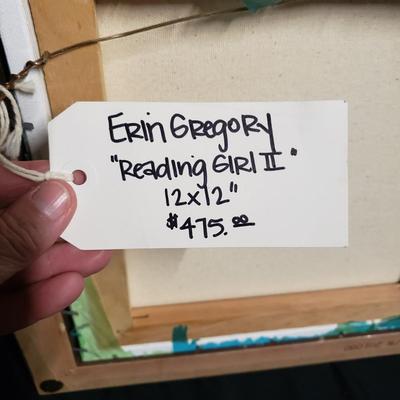 Erin Gregory
"Reading Girl II"
12x12"
$475.00